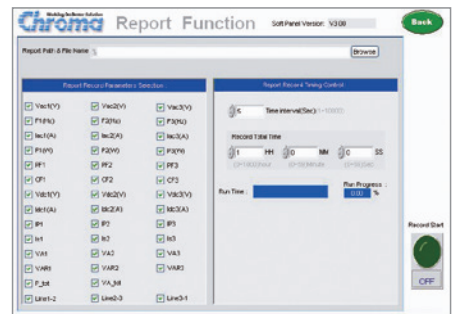 Chroma Report Function Soft Panel Version: V3.08 Back
Report Path & File Name Browse
Report Record Parameters Selection
Vac1(V) Vac2(V) Vac3(V)
F1(Hz) F2(Hz) F3(Hz)
Iac1(A) Iac2(A) Iac3(A)
P1(W) P2(W) P3(W)
PF1 PF2 PF3
CF1 CF2 CF3
Vdc1(V) Vdc2(V) Vdc3(V)
Idc1(A) Idc2(A) Idc3(A)
IP1 IP2 IP3
Is1 Is2 Is3
VA1 VA2 VA3
VAR1 VAR2 VAR3
P_tot VA_tot
Line1-2 Line2-3 Line3-1
Report Record Timing Control
5 Time Interval(Sec)
Record Total Time
1 HH 0 MM 0 SS
Run Time : Run Progress :
0.00 %
Record Start
OFF